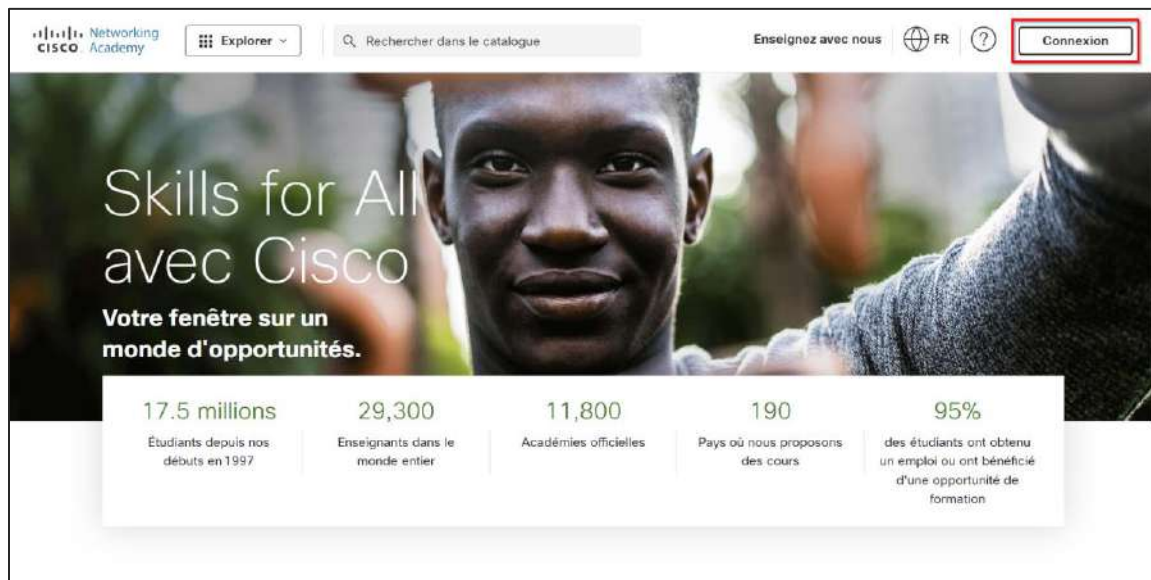 Networking
CISCO Academy
Explorer
Rechercher dans le catalogue
Enseignez avec nous
FR
?
Connexion
Skills for All
avec Cisco
Votre fenêtre sur un
monde d'opportunités.
17.5 millions
Étudiants depuis nos
débuts en 1997
29,300
Enseignants dans le
monde entier
11,800
Académies officielles
190
Pays où nous proposons
des cours
95%
des étudiants ont obtenu
un emploi ou ont bénéficié
d'une opportunité de
formation